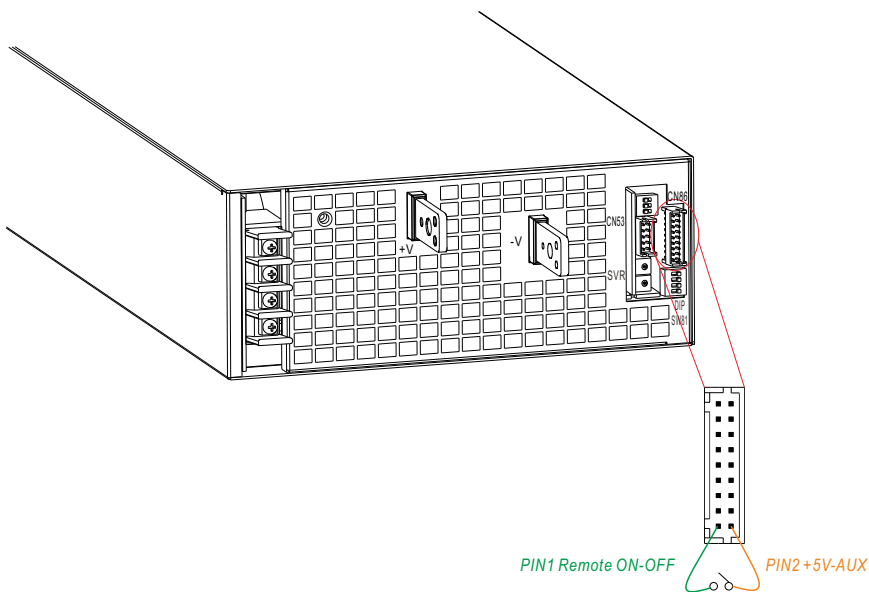 CN86
CN53
+V
-V
SVR
DIP
SW81
PIN1 Remote ON-OFF
PIN2 +5V-AUX